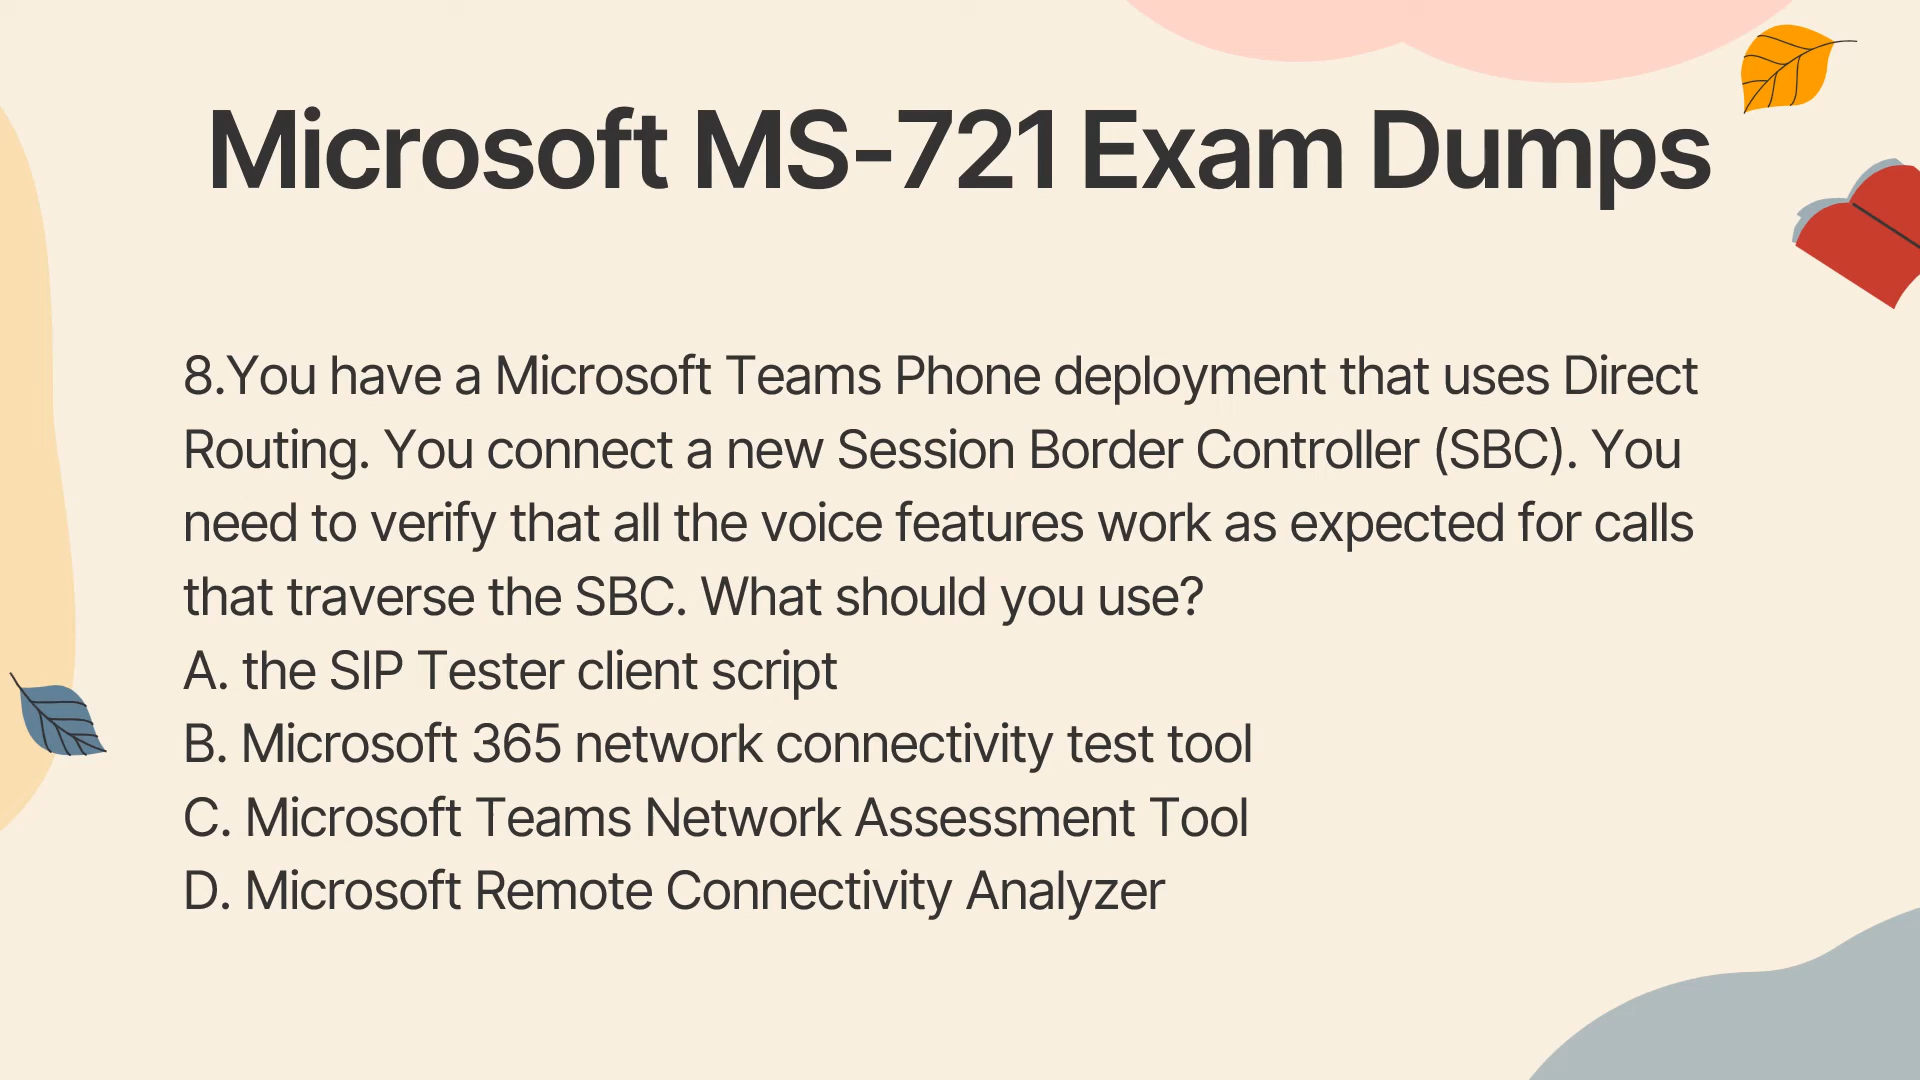 Microsoft MS-721 Exam Dumps
8.You have a Microsoft Teams Phone deployment that uses Direct
Routing. You connect a new Session Border Controller (SBC). You
need to verify that all the voice features work as expected for calls
that traverse the SBC. What should you use?
A. the SIP Tester client script
B. Microsoft 365 network connectivity test tool
C. Microsoft Teams Network Assessment Tool
D. Microsoft Remote Connectivity Analyzer